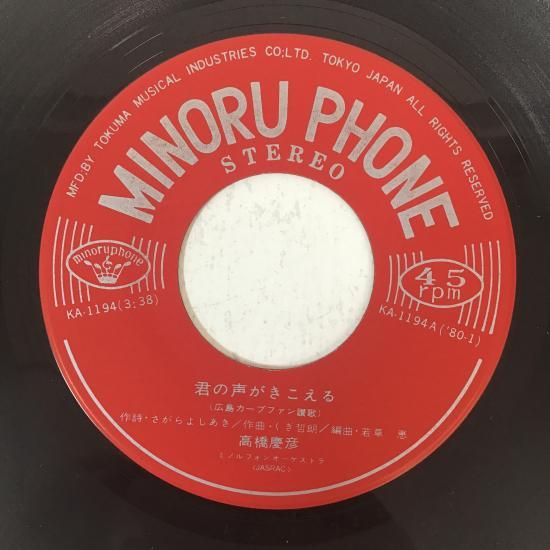 MFD.BY TOKUMA MUSICAL INDUSTRIES CO;LTD. TOKYO JAPAN ALL RIGHTS RESERVED
MINORU PHONE
STEREO
minoruphone
KA-1194(3:38)
45
rpm
KA-1194A('80-1)
君の声がきこえる
(広島カープファン讃歌)
作詩・さがらよしあき/作曲・くぎ哲朗/編曲・若草 恵
高橋慶彦
ミノルフォンオーケストラ
(JASRAC)